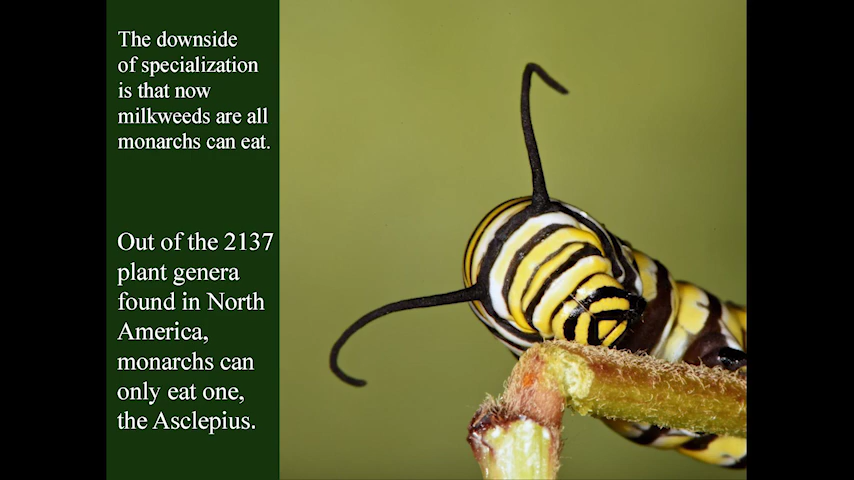 The downside
of specialization
is that now
milkweeds are all
monarchs can eat.
Out of the 2137
plant genera
found in North
America,
monarchs can
only eat one,
the Asclepius.